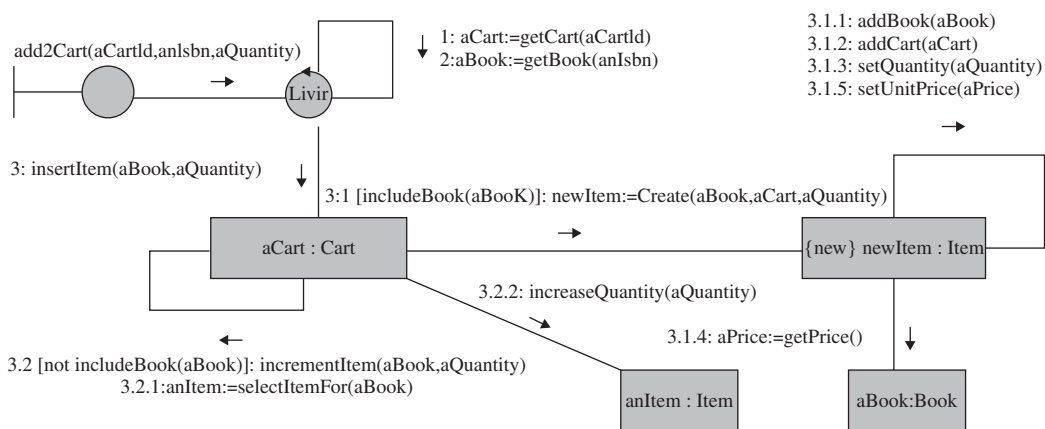 add2Cart(aCartId,anIsbn,aQuantity)
Livir
1: aCart:=getCart(aCartId)
2:aBook:=getBook(anIsbn)
3.1.1: addBook(aBook)
3.1.2: addCart(aCart)
3.1.3: setQuantity(aQuantity)
3.1.5: setUnitPrice(aPrice)
3: insertItem(aBook,aQuantity)
3:1 [includeBook(aBooK)]: newItem:=Create(aBook,aCart,aQuantity)
aCart : Cart
{new} newItem : Item
3.2.2: increaseQuantity(aQuantity)
3.1.4: aPrice:=getPrice()
3.2 [not includeBook(aBook)]: incrementItem(aBook,aQuantity)
3.2.1:anItem:=selectItemFor(aBook)
anItem : Item
aBook:Book